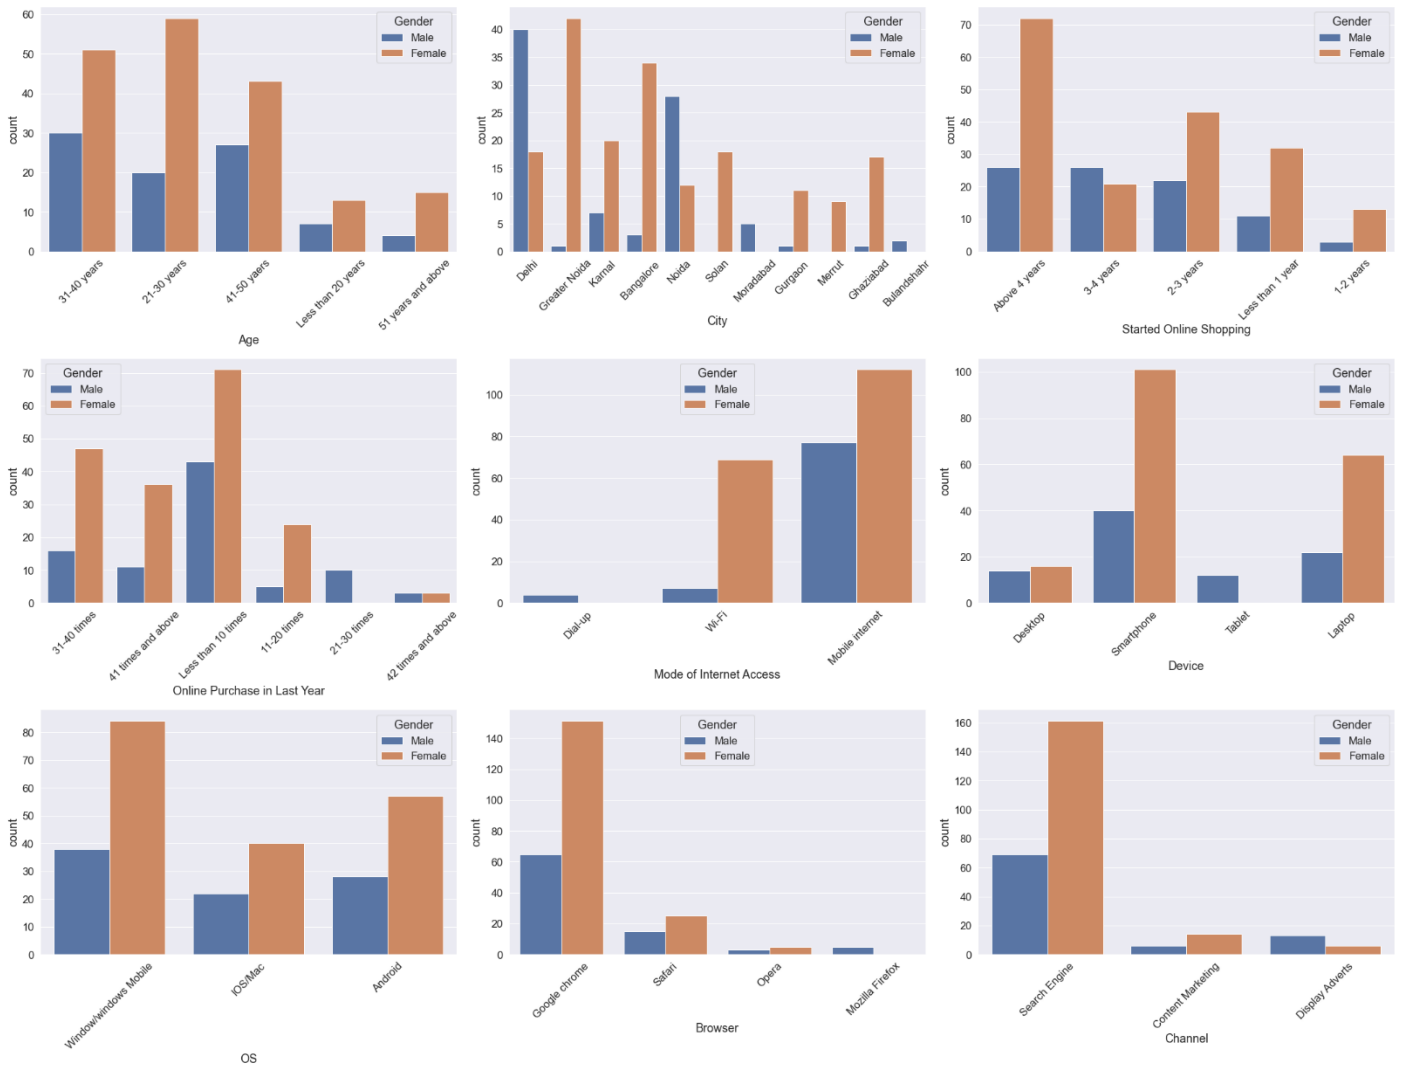 Gender
Male
Female
count
60
50
40
30
20
10
0
31-40 years
21-30 years
41-50 yaers
Less than 20 years
51 years and above
Age
Gender
Male
Female
count
40
35
30
25
20
15
10
5
0
Delhi
Greater Noida
Karnal
Bangalore
Noida
Solan
Moradabad
Gurgaon
Merrut
Ghaziabad
Bulandshahr
City
Gender
Male
Female
count
70
60
50
40
30
20
10
0
Above 4 years
3-4 years
2-3 years
Less than 1 year
1-2 years
Started Online Shopping
Gender
Male
Female
count
70
60
50
40
30
20
10
0
31-40 times
41 times and above
Less than 10 times
11-20 times
21-30 times
42 times and above
Online Purchase in Last Year
Gender
Male
Female
count
100
80
60
40
20
0
Dial-up
Wi-Fi
Mobile internet
Mode of Internet Access
Gender
Male
Female
count
100
80
60
40
20
0
Desktop
Smartphone
Tablet
Laptop
Device
Gender
Male
Female
count
80
70
60
50
40
30
20
10
0
Window/windows Mobile
IOS/Mac
Android
OS
Gender
Male
Female
count
140
120
100
80
60
40
20
0
Google chrome
Safari
Opera
Mozilla Firefox
Browser
Gender
Male
Female
count
160
140
120
100
80
60
40
20
0
Search Engine
Content Marketing
Display Adverts
Channel